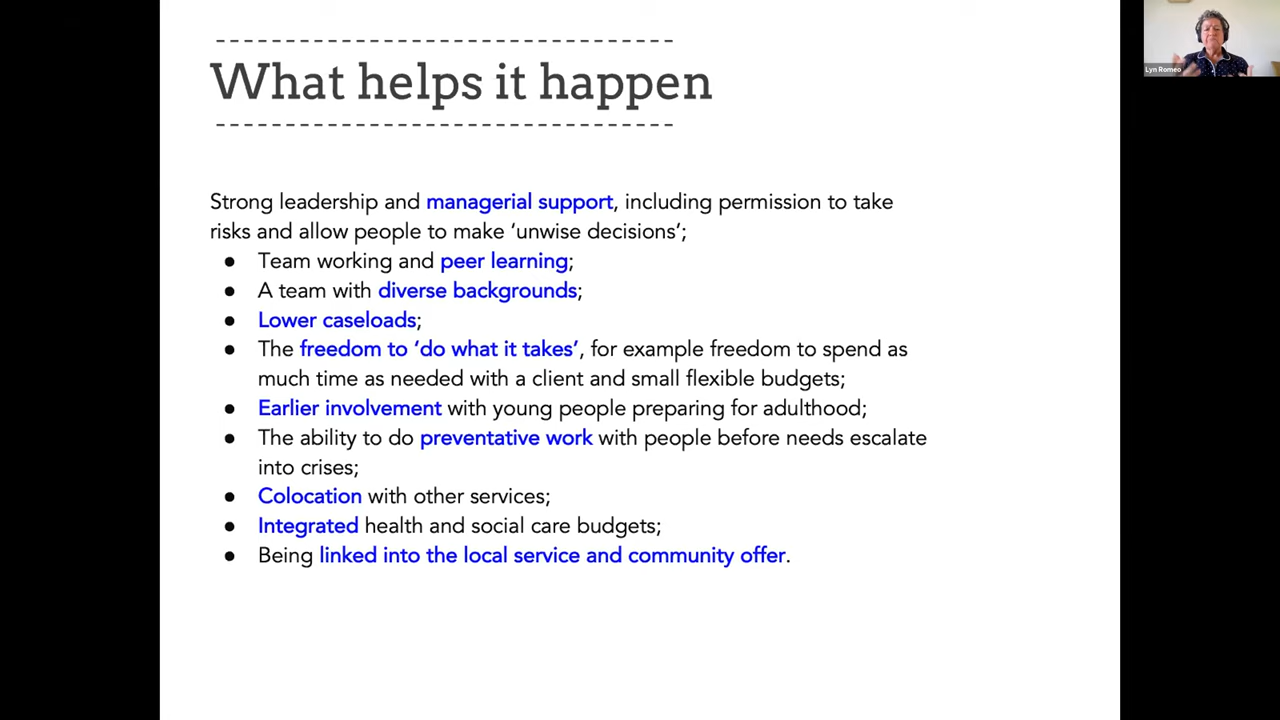 What helps it happen
Lyn Romeo
Strong leadership and managerial support, including permission to take
risks and allow people to make ‘unwise decisions’;
● Team working and peer learning;
● A team with diverse backgrounds;
● Lower caseloads;
● The freedom to ‘do what it takes’, for example freedom to spend as
much time as needed with a client and small flexible budgets;
● Earlier involvement with young people preparing for adulthood;
● The ability to do preventative work with people before needs escalate
into crises;
● Colocation with other services;
● Integrated health and social care budgets;
● Being linked into the local service and community offer.